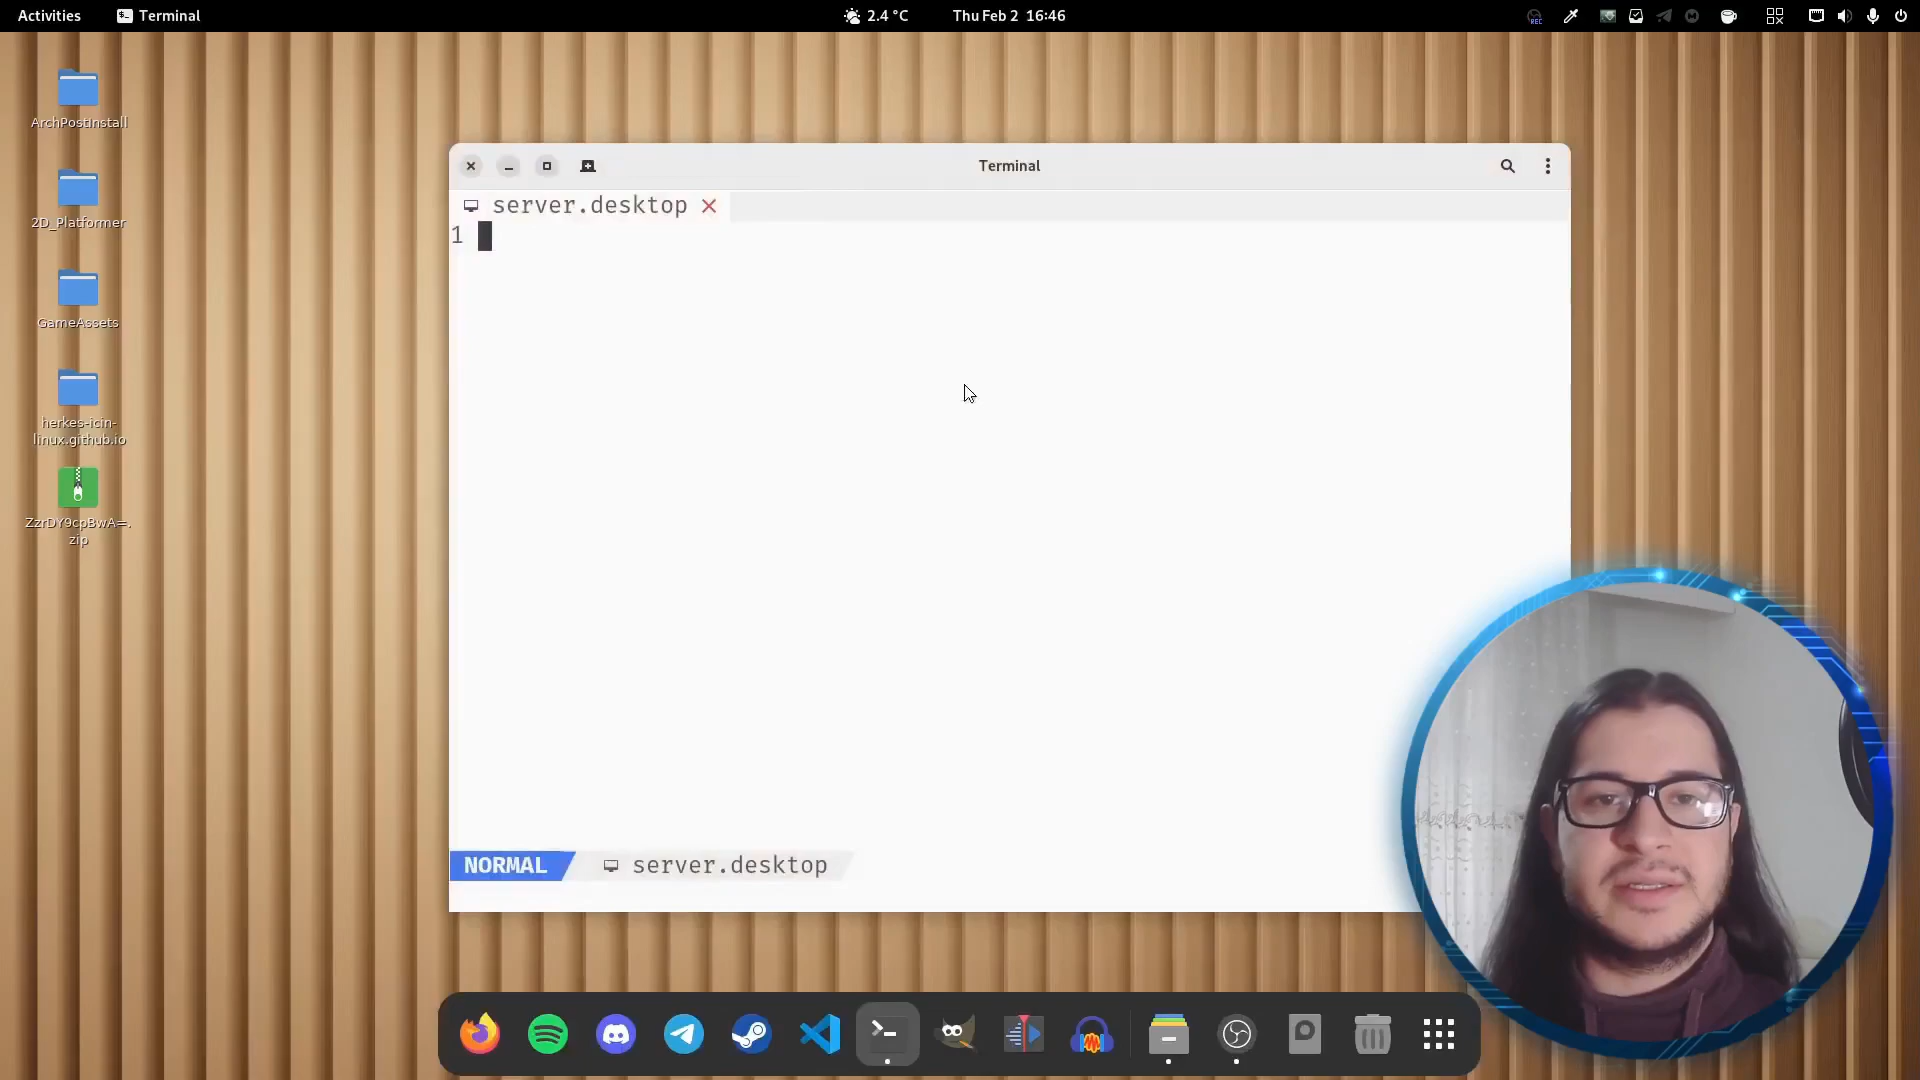 Activities
Terminal
2.4 °C
Thu Feb 2 16:46
REC
ArchPostInstall
2D_Platformer
GameAssets
herkes-icin-
linux.github.io
ZzrDY9cpBwA=.
zip
Terminal
server.desktop
1
NORMAL
server.desktop